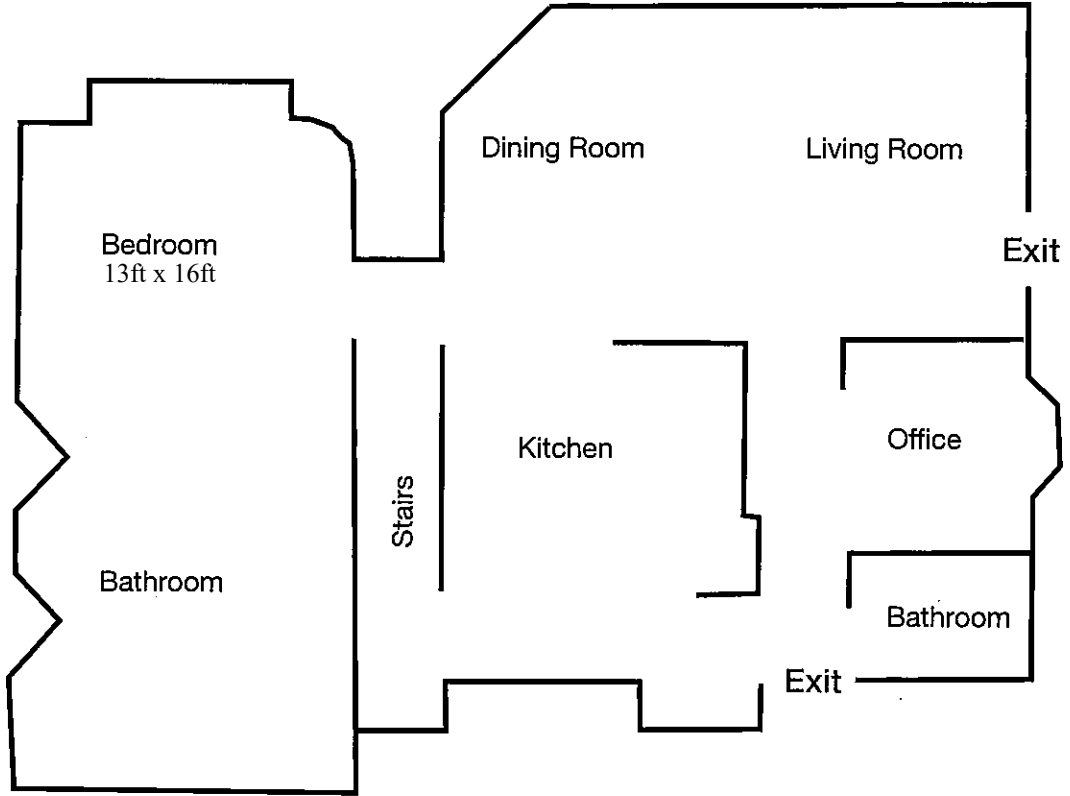 Dining Room
Living Room
Bedroom
13ft x 16ft
Exit
Kitchen
Office
Stairs
Bathroom
Bathroom
Exit